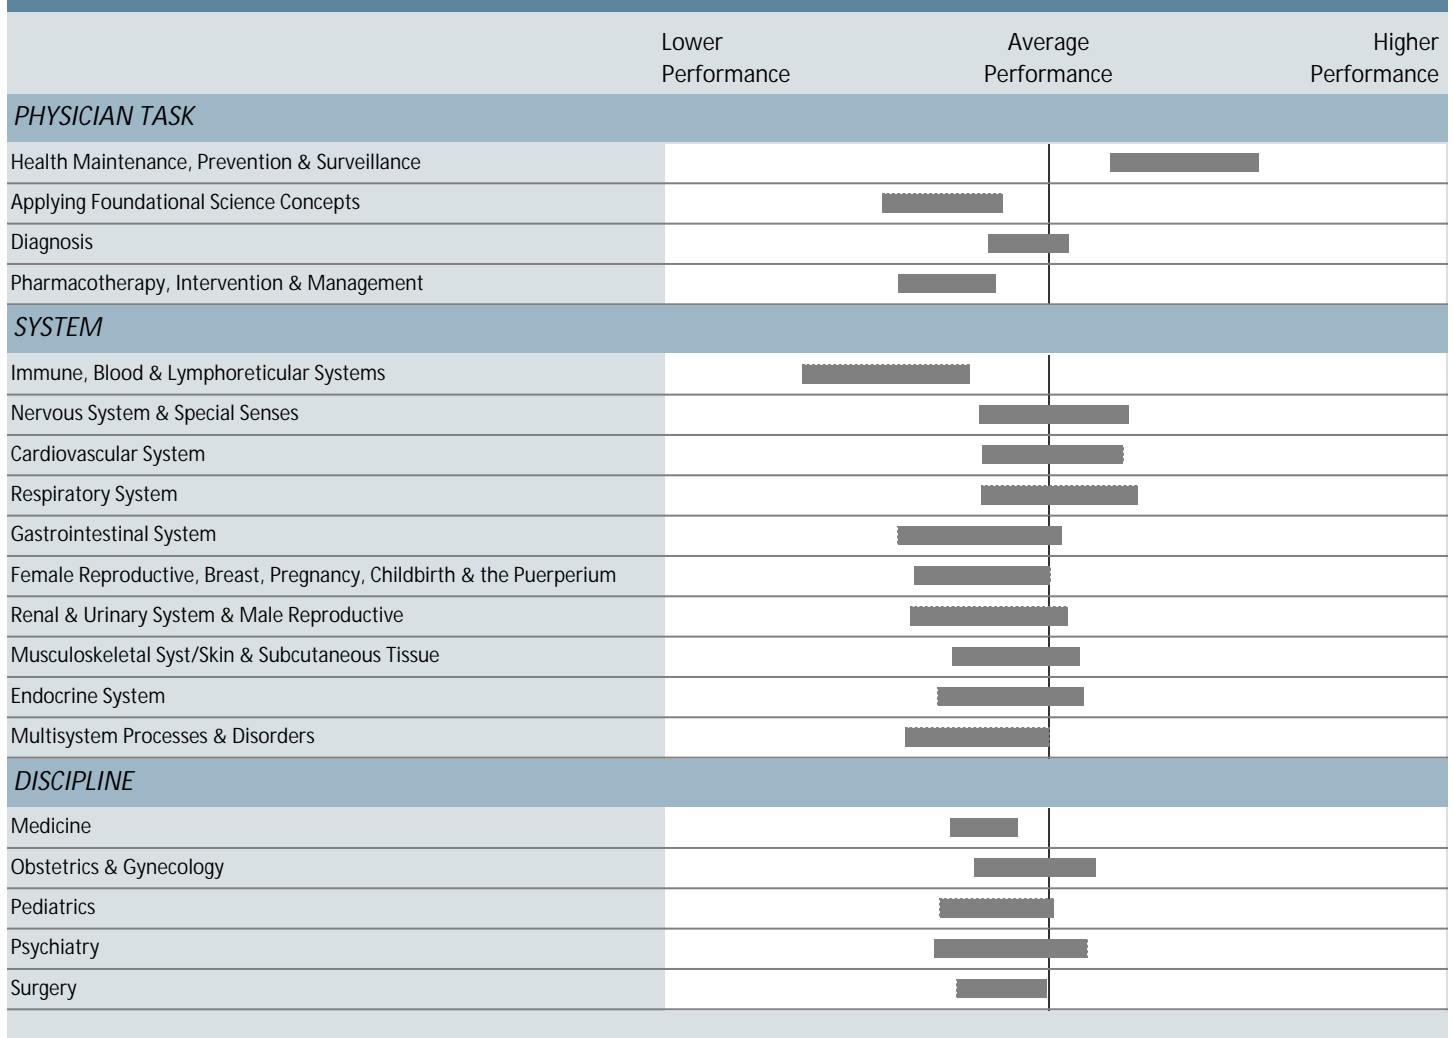 Lower Average Higher
Performance Performance Performance
PHYSICIAN TASK
Health Maintenance, Prevention & Surveillance
Applying Foundational Science Concepts
Diagnosis
Pharmacotherapy, Intervention & Management
SYSTEM
Immune, Blood & Lymphoreticular Systems
Nervous System & Special Senses
Cardiovascular System
Respiratory System
Gastrointestinal System
Female Reproductive, Breast, Pregnancy, Childbirth & the Puerperium
Renal & Urinary System & Male Reproductive
Musculoskeletal Syst/Skin & Subcutaneous Tissue
Endocrine System
Multisystem Processes & Disorders
DISCIPLINE
Medicine
Obstetrics & Gynecology
Pediatrics
Psychiatry
Surgery